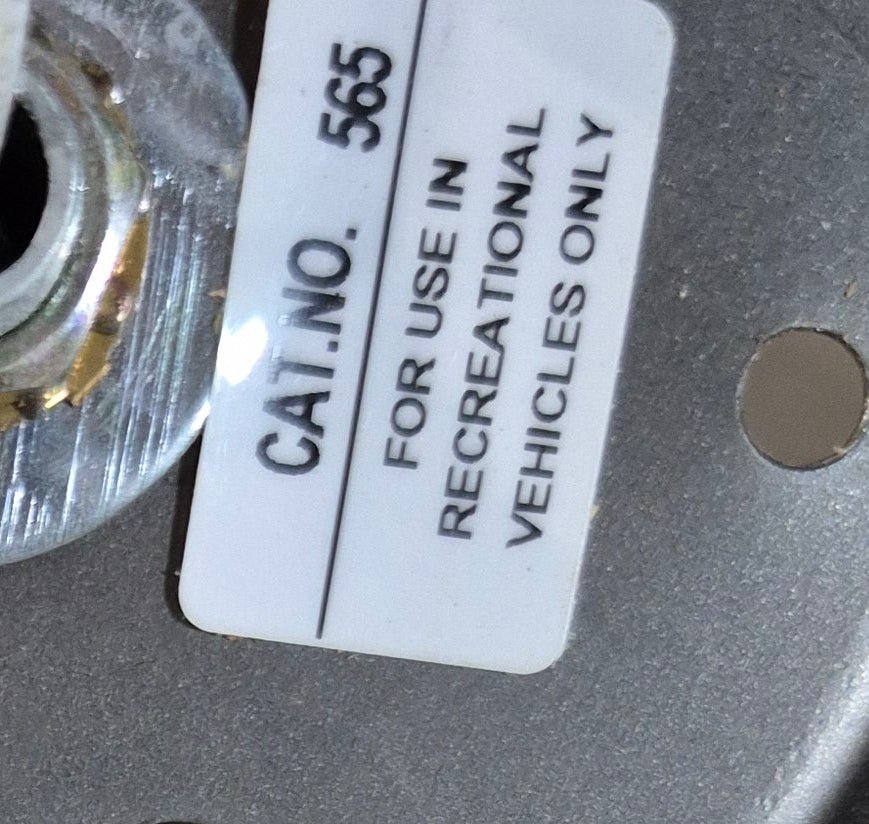 CAT.NO. 565
FOR USE IN
RECREATIONAL
VEHICLES ONLY